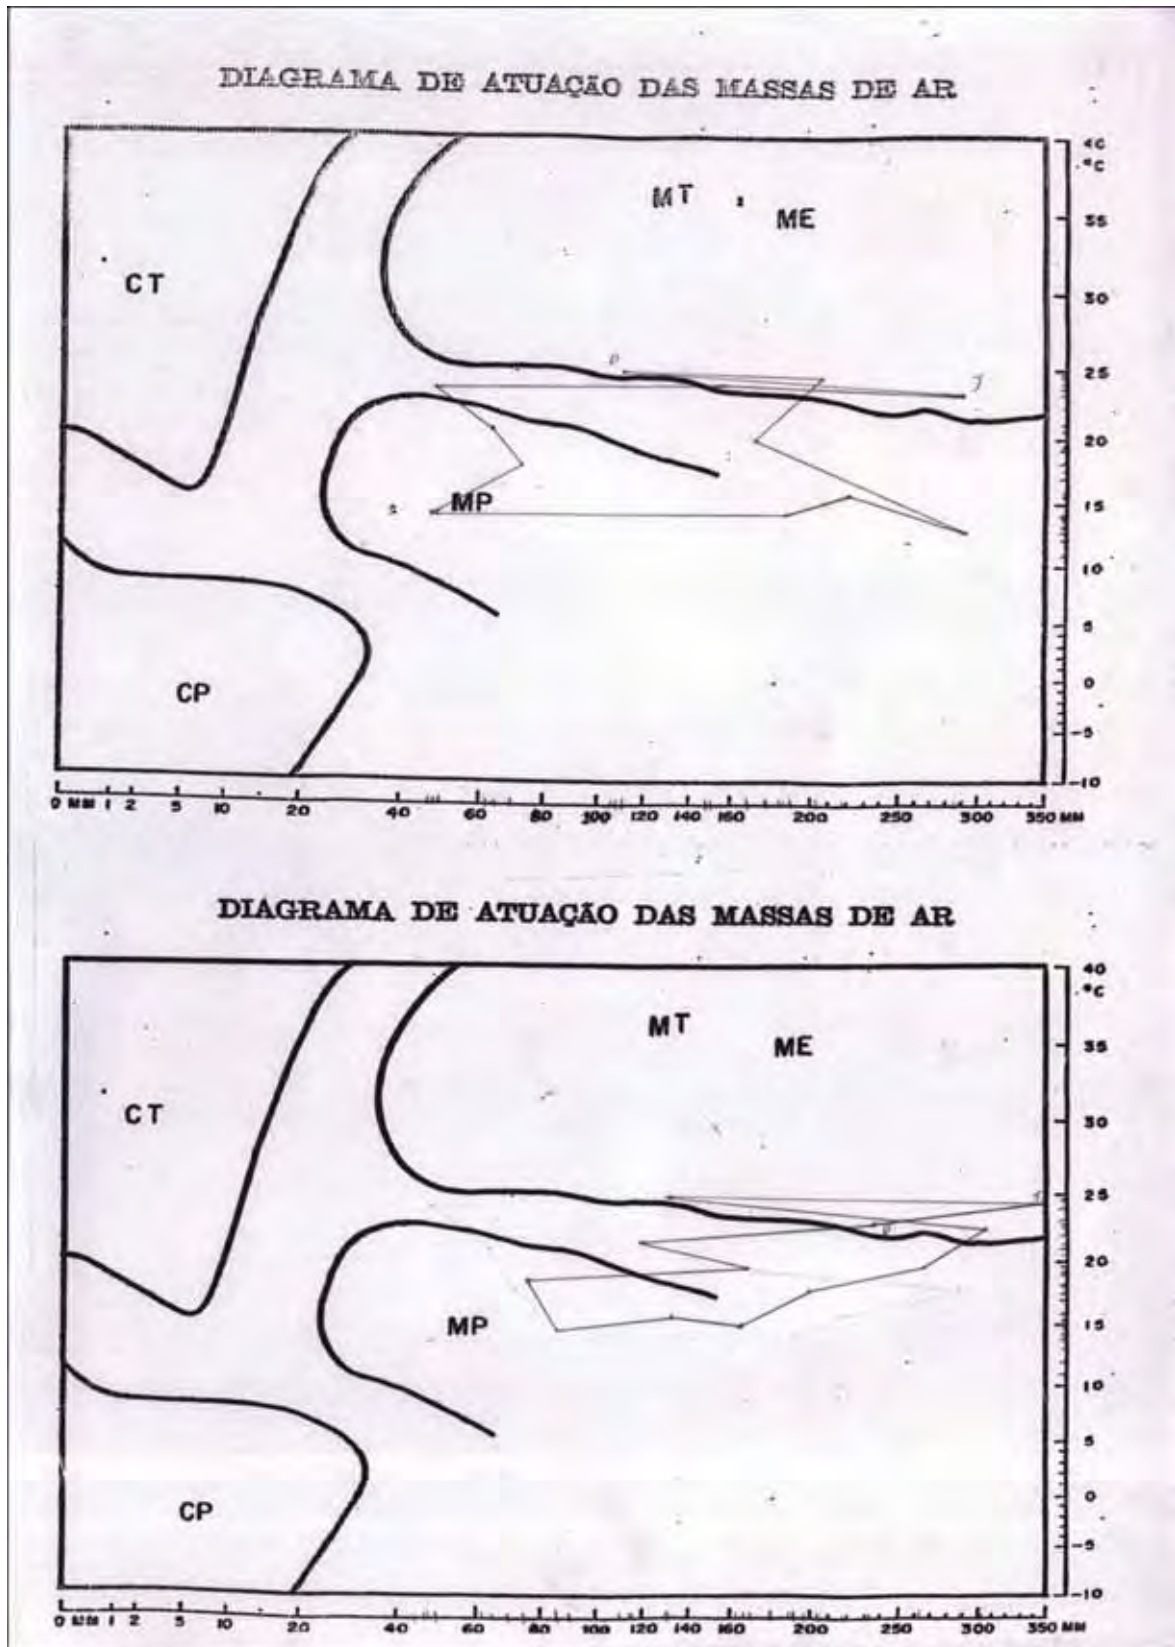 DIAGRAMA DE ATUAÇÃO DAS MASSAS DE AR
40
°C
MT
ME
35
CT
30
D
J
25
20
MP
15
10
5
CP
0
-5
-10
0 MM 1 2 5 10 20 40 60 80 100 120 140 160 200 250 300 350 MM
DIAGRAMA DE ATUAÇÃO DAS MASSAS DE AR
40
°C
MT
ME
35
CT
30
25
20
MP
15
10
5
CP
0
-5
-10
0 MM 1 2 5 10 20 40 60 80 100 120 140 160 200 250 300 350 MM